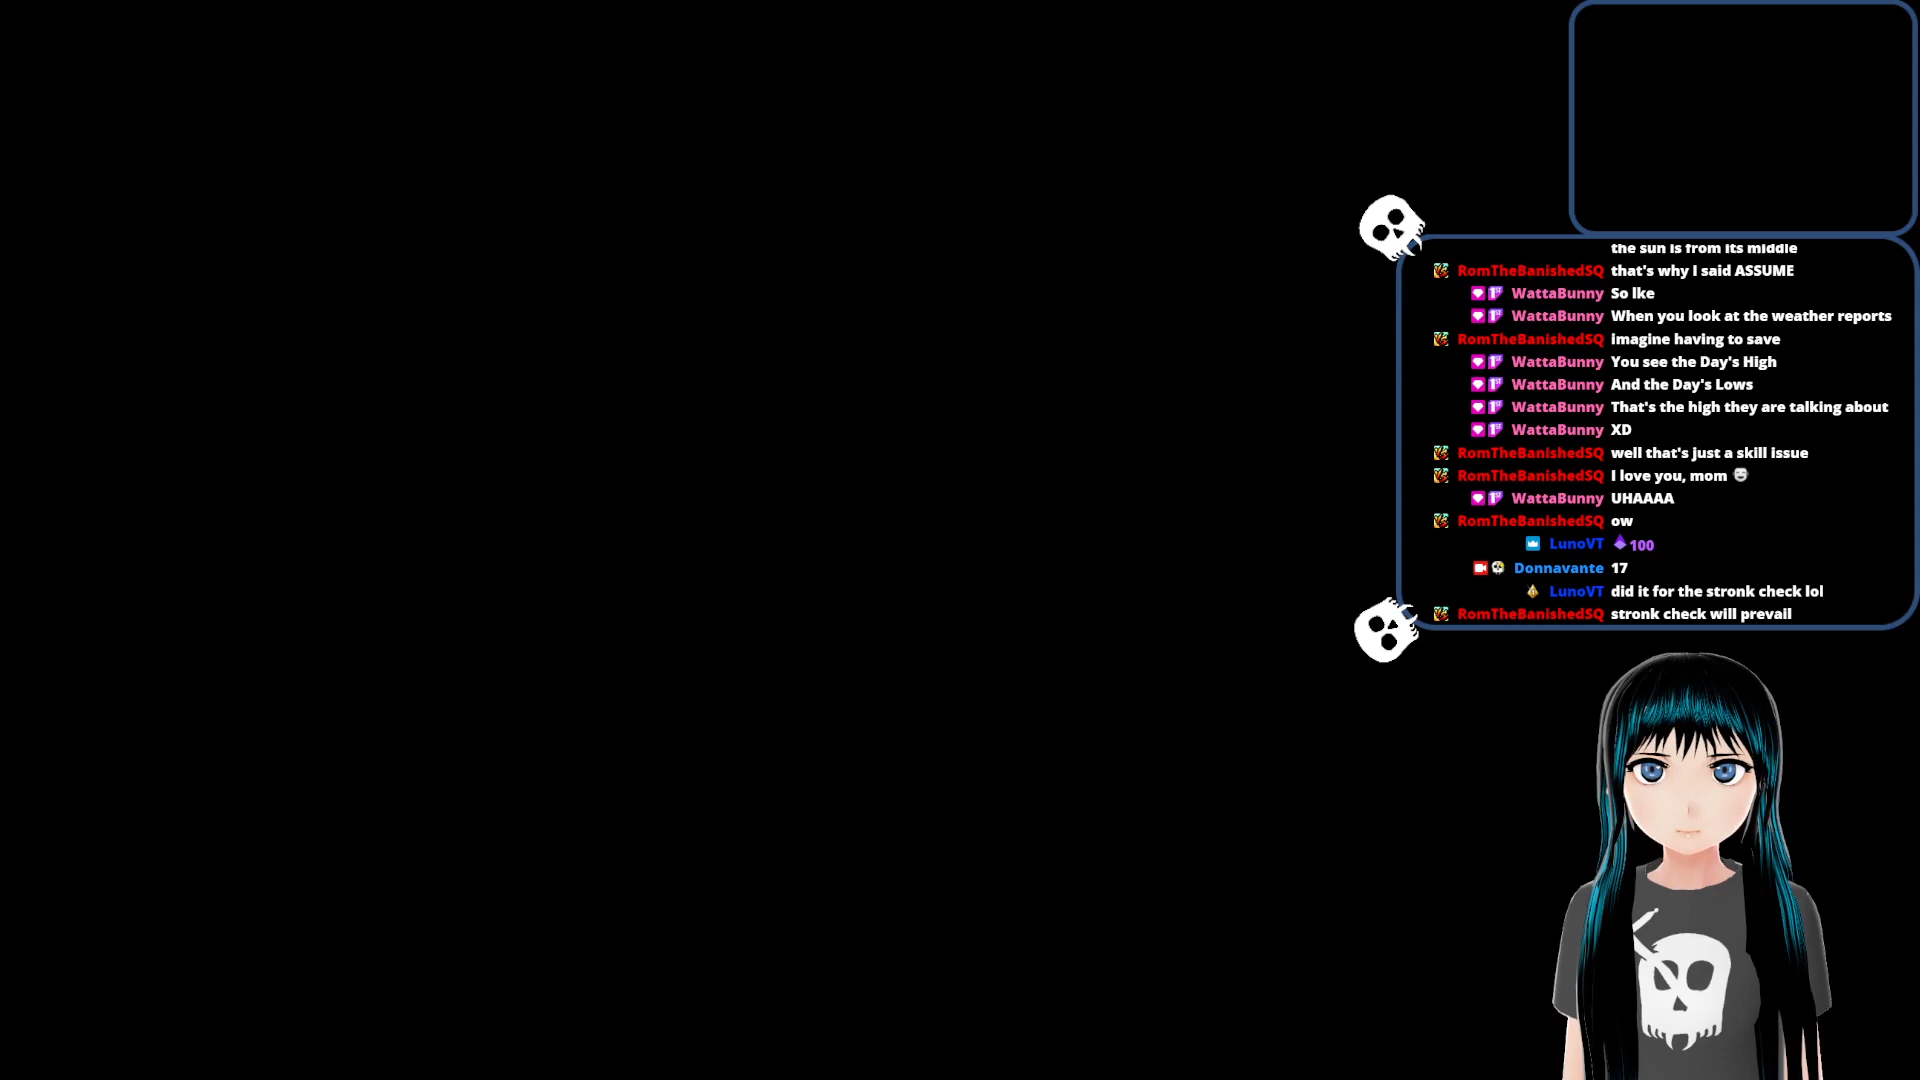 the sun is from its middle
RomTheBanishedSQ that's why I said ASSUME
WattaBunny So lke
WattaBunny When you look at the weather reports
RomTheBanishedSQ imagine having to save
WattaBunny You see the Day's High
WattaBunny And the Day's Lows
WattaBunny That's the high they are talking about
WattaBunny XD
RomTheBanishedSQ well that's just a skill issue
RomTheBanishedSQ I love you, mom
WattaBunny UHAAAA
RomTheBanishedSQ ow
LunoVT 100
Donnavante 17
LunoVT did it for the stronk check lol
RomTheBanishedSQ stronk check will prevail